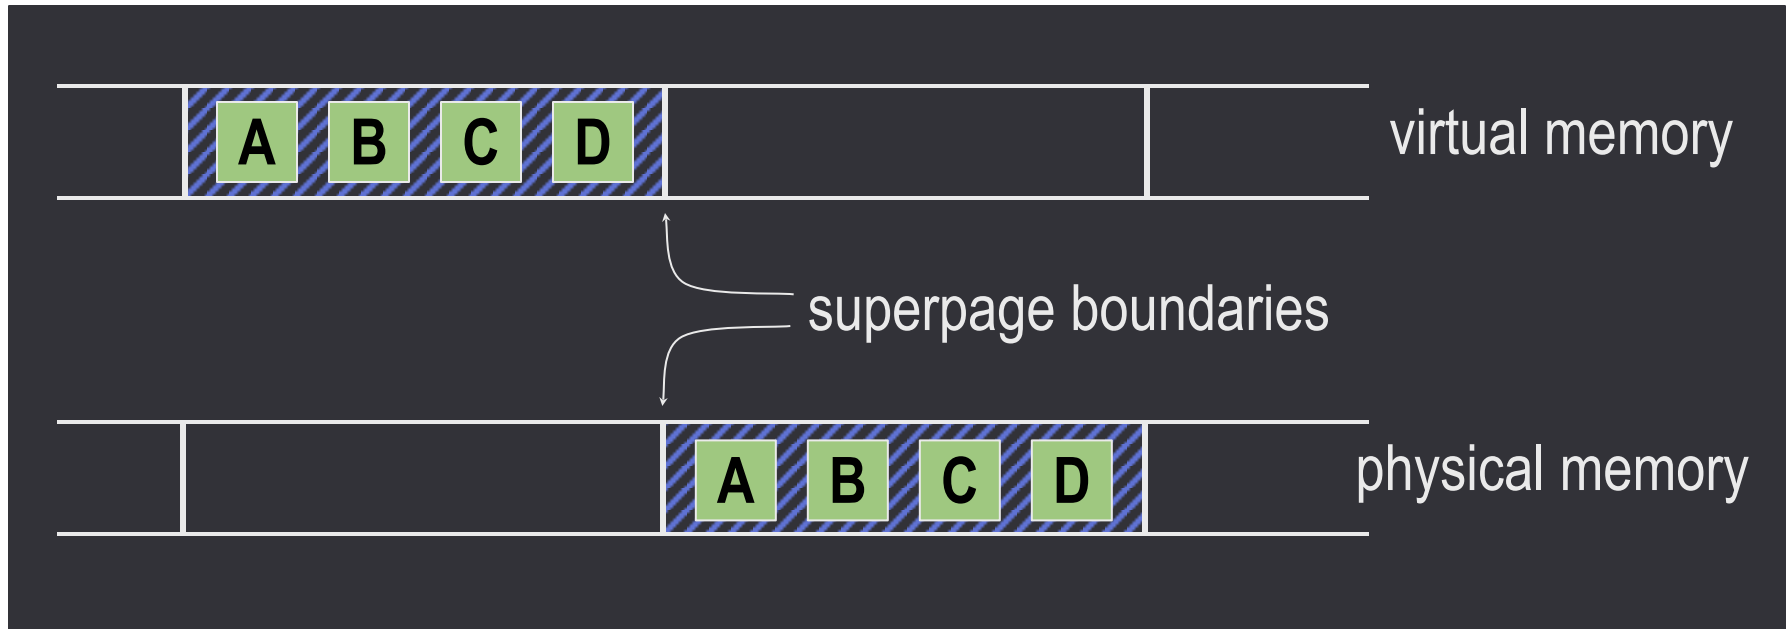 A B C D virtual memory
superpage boundaries
A B C D physical memory